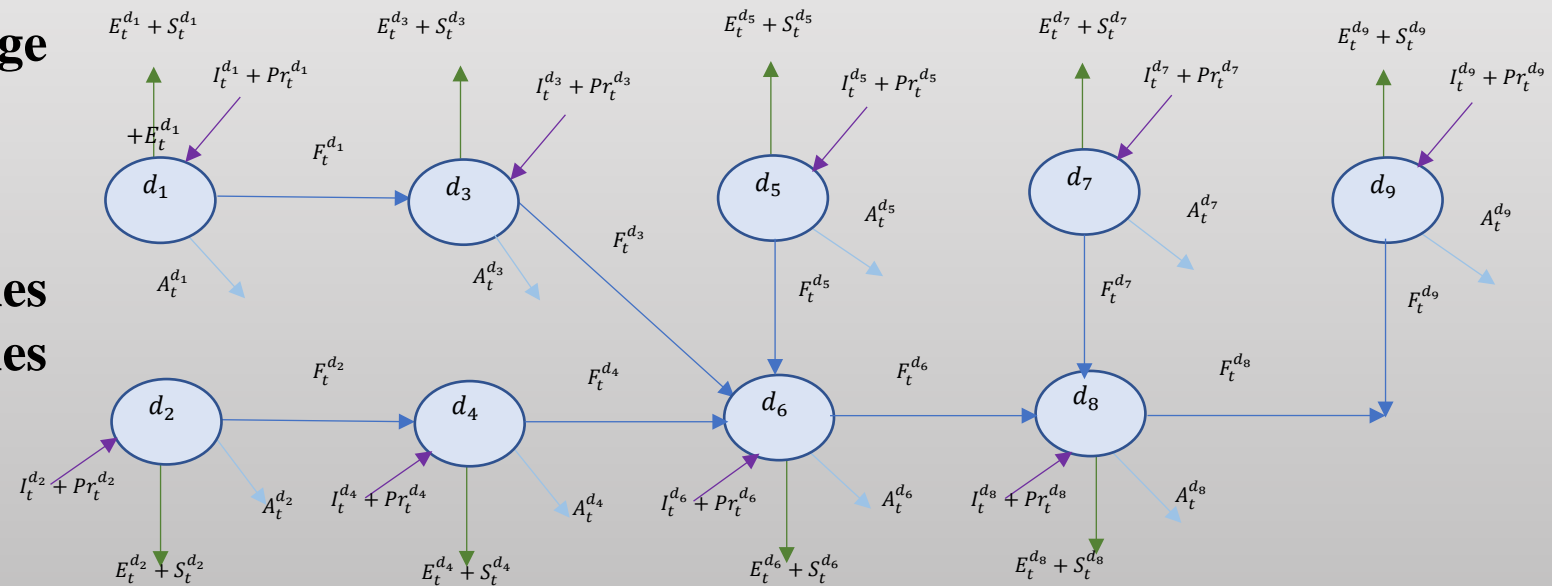 E_t^{d_1} + S_t^{d_1}
E_t^{d_3} + S_t^{d_3}
E_t^{d_5} + S_t^{d_5}
E_t^{d_7} + S_t^{d_7}
E_t^{d_9} + S_t^{d_9}
ge
I_t^{d_1} + Pr_t^{d_1}
I_t^{d_3} + Pr_t^{d_3}
I_t^{d_5} + Pr_t^{d_5}
I_t^{d_7} + Pr_t^{d_7}
I_t^{d_9} + Pr_t^{d_9}
+E_t^{d_1}
F_t^{d_1}
d_1
d_3
d_5
d_7
d_9
A_t^{d_5}
A_t^{d_7}
A_t^{d_9}
F_t^{d_3}
A_t^{d_1}
A_t^{d_3}
F_t^{d_5}
F_t^{d_7}
F_t^{d_9}
es
es
F_t^{d_2}
F_t^{d_4}
F_t^{d_6}
F_t^{d_8}
d_2
d_4
d_6
d_8
I_t^{d_2} + Pr_t^{d_2}
A_t^{d_2}
I_t^{d_4} + Pr_t^{d_4}
A_t^{d_4}
I_t^{d_6} + Pr_t^{d_6}
A_t^{d_6}
I_t^{d_8} + Pr_t^{d_8}
A_t^{d_8}
E_t^{d_2} + S_t^{d_2}
E_t^{d_4} + S_t^{d_4}
E_t^{d_6} + S_t^{d_6}
E_t^{d_8} + S_t^{d_8}